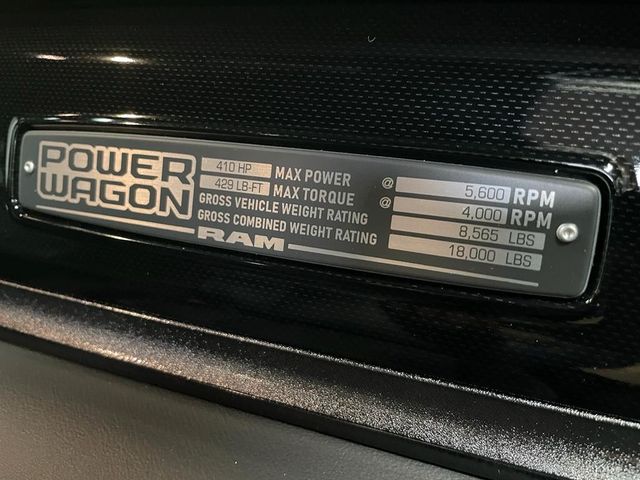 POWER WAGON
410 HP MAX POWER @ 5,600 RPM
429 LB-FT MAX TORQUE @ 4,000 RPM
GROSS VEHICLE WEIGHT RATING 8,565 LBS
GROSS COMBINED WEIGHT RATING 18,000 LBS
RAM